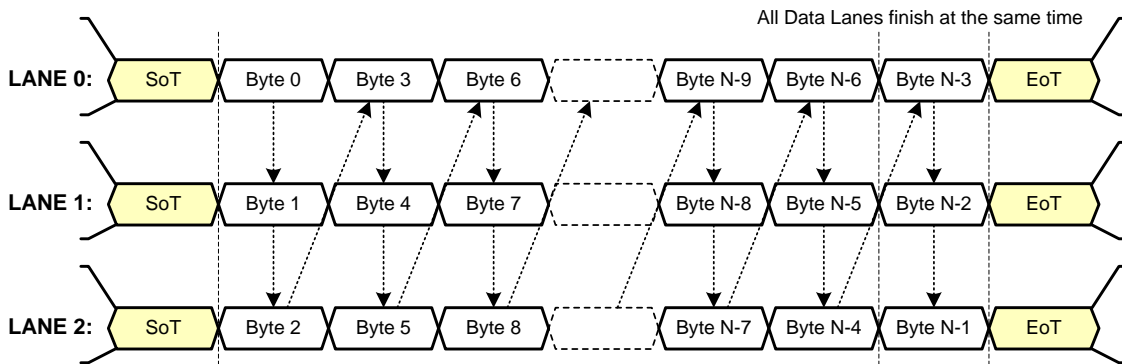 All Data Lanes finish at the same time
LANE 0: SoT Byte 0 Byte 3 Byte 6 Byte N-9 Byte N-6 Byte N-3 EoT
LANE 1: SoT Byte 1 Byte 4 Byte 7 Byte N-8 Byte N-5 Byte N-2 EoT
LANE 2: SoT Byte 2 Byte 5 Byte 8 Byte N-7 Byte N-4 Byte N-1 EoT